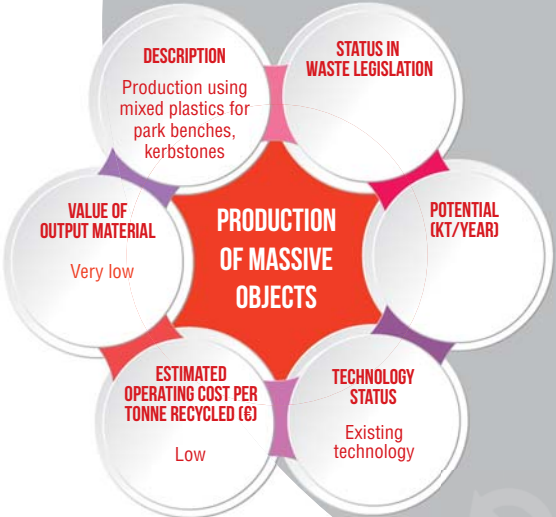 DESCRIPTION
Production using
mixed plastics for
park benches,
kerbstones
STATUS IN
WASTE LEGISLATION
VALUE OF
OUTPUT MATERIAL
Very low
PRODUCTION
OF MASSIVE
OBJECTS
POTENTIAL
(KT/YEAR)
ESTIMATED
OPERATING COST PER
TONNE RECYCLED (€)
Low
TECHNOLOGY
STATUS
Existing
technology